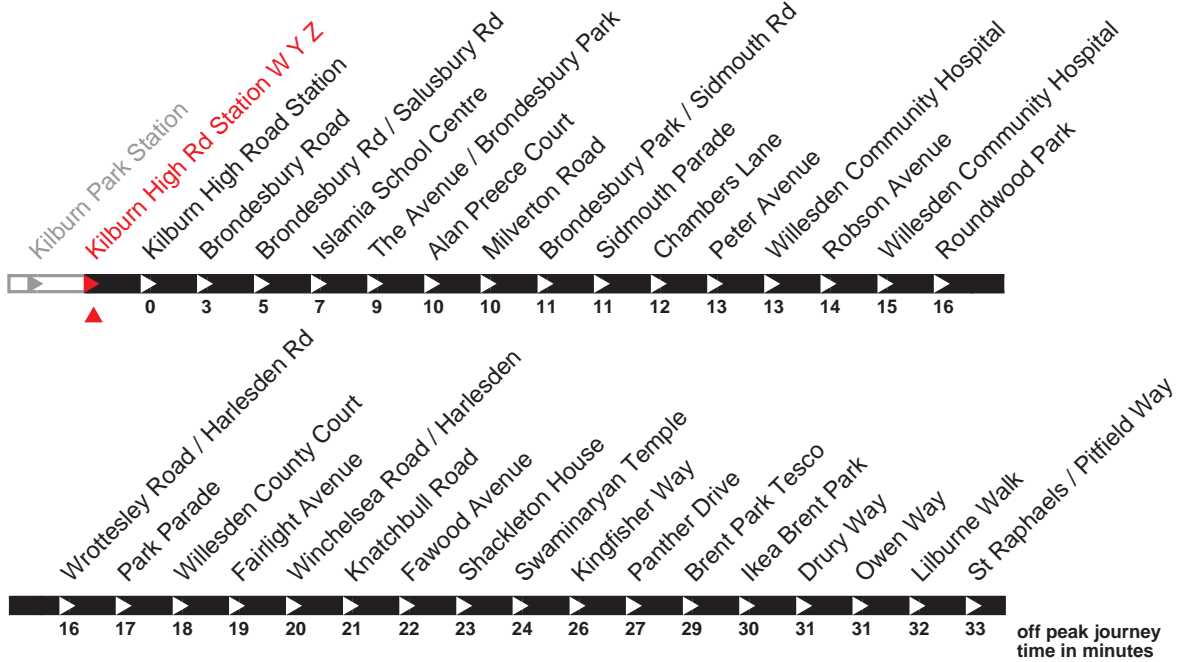 Kilburn Park Station
Kilburn High Rd Station W Y Z
Kilburn High Road Station
Brondesbury Road
Brondesbury Rd / Salusbury Rd
Islamia School Centre
The Avenue / Brondesbury Park
Alan Preece Court
Milverton Road
Brondesbury Park / Sidmouth Rd
Sidmouth Parade
Chambers Lane
Peter Avenue
Willesden Community Hospital
Robson Avenue
Willesden Community Hospital
Roundwood Park
0 3 5 7 9 10 10 11 11 12 13 13 14 15 16
Wrottesley Road / Harlesden Rd
Park Parade
Willesden County Court
Fairlight Avenue
Winchelsea Road / Harlesden
Knatchbull Road
Fawood Avenue
Shackleton House
Swaminaryan Temple
Kingfisher Way
Panther Drive
Brent Park Tesco
Ikea Brent Park
Drury Way
Owen Way
Lilburne Walk
St Raphaels / Pitfield Way
16 17 18 19 20 21 22 23 24 26 27 29 30 31 31 32 33
off peak journey
time in minutes